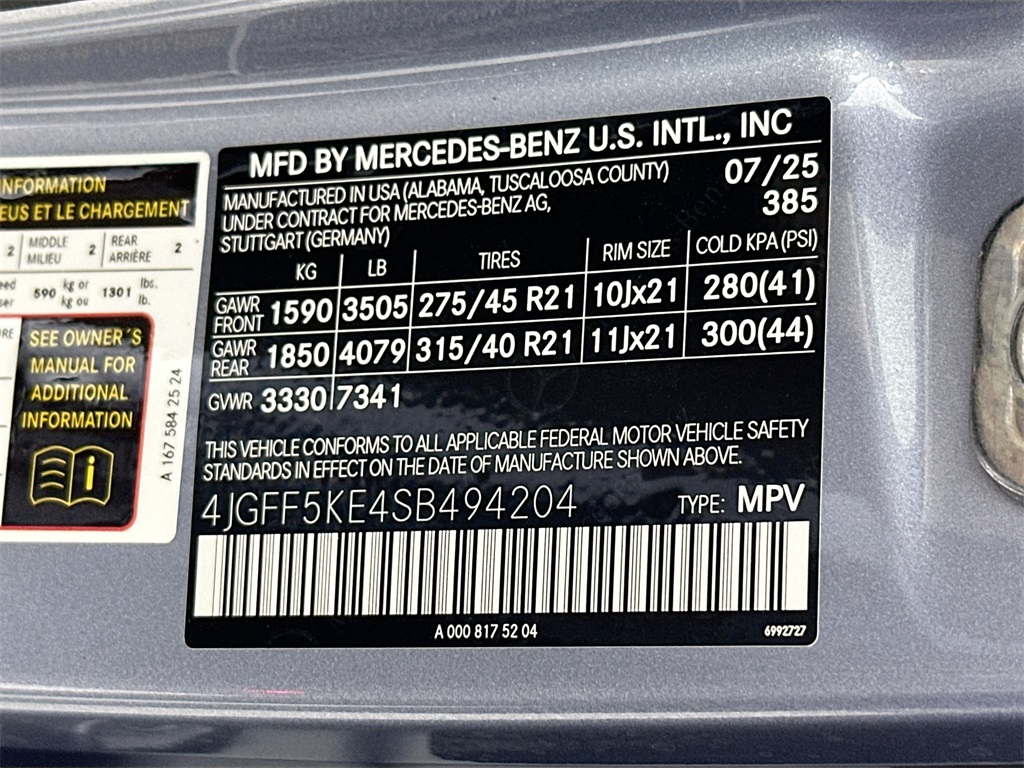 INFORMATION
EUS ET LE CHARGEMENT
2 MIDDLE MILIEU 2 REAR ARRIÈRE 2
590 kg or kg ou 1301 lbs. lb.
SEE OWNER´S
MANUAL FOR
ADDITIONAL
INFORMATION
A 167 584 25 24
MFD BY MERCEDES-BENZ U.S. INTL., INC
MANUFACTURED IN USA (ALABAMA, TUSCALOOSA COUNTY) 07/25
UNDER CONTRACT FOR MERCEDES-BENZ AG, 385
STUTTGART (GERMANY)
KG LB TIRES RIM SIZE COLD KPA (PSI)
GAWR FRONT 1590 3505 275/45 R21 10Jx21 280(41)
GAWR REAR 1850 4079 315/40 R21 11Jx21 300(44)
GVWR 3330 7341
THIS VEHICLE CONFORMS TO ALL APPLICABLE FEDERAL MOTOR VEHICLE SAFETY
STANDARDS IN EFFECT ON THE DATE OF MANUFACTURE SHOWN ABOVE.
4JGFF5KE4SB494204 TYPE: MPV
A 000 817 52 04 6992727